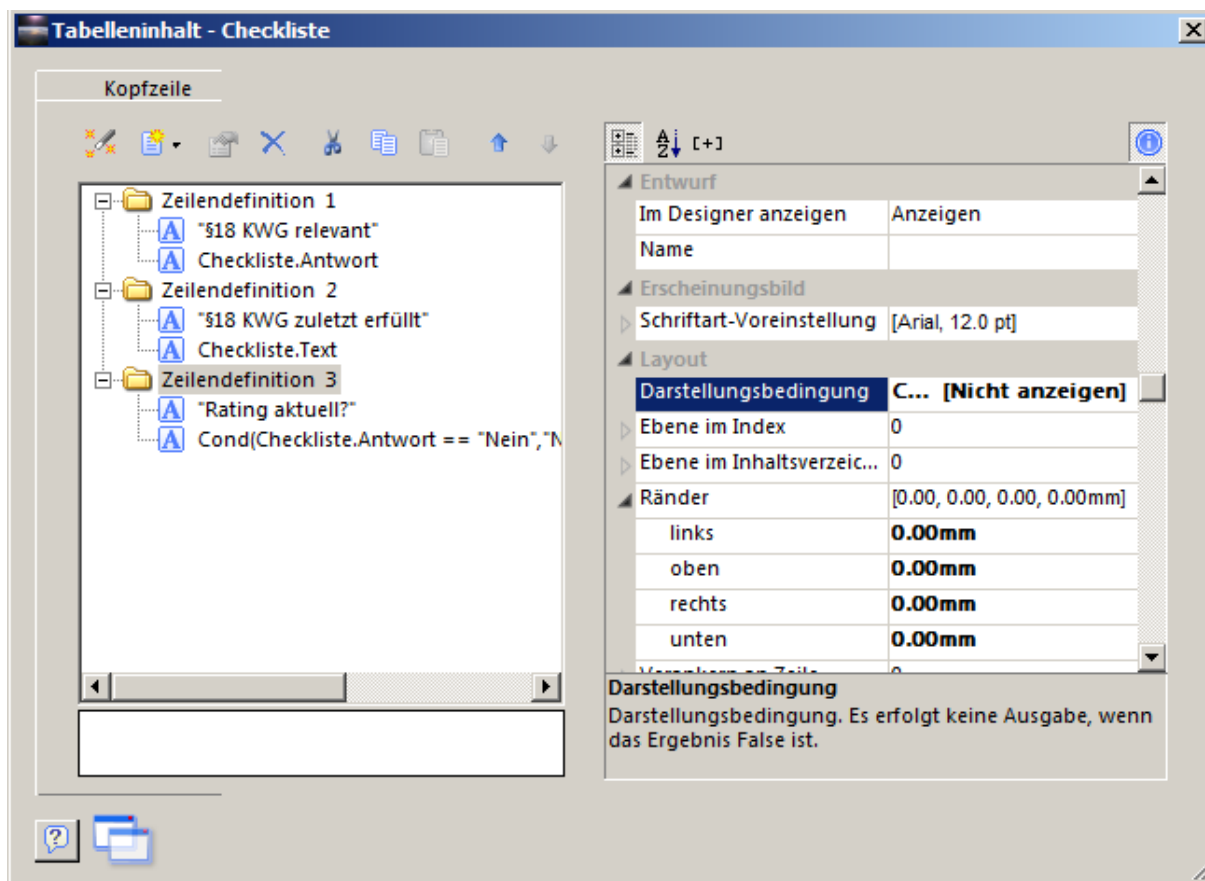 Tabelleninhalt - Checkliste
Kopfzeile
Zeilendefinition 1
"§18 KWG relevant"
Checkliste.Antwort
Zeilendefinition 2
"§18 KWG zuletzt erfüllt"
Checkliste.Text
Zeilendefinition 3
"Rating aktuell?"
Cond(Checkliste.Antwort == "Nein","N
A Z [+]
Entwurf
Im Designer anzeigen Anzeigen
Name
Erscheinungsbild
Schriftart-Voreinstellung [Arial, 12.0 pt]
Layout
Darstellungsbedingung C... [Nicht anzeigen]
Ebene im Index 0
Ebene im Inhaltsverzeic... 0
Ränder [0.00, 0.00, 0.00, 0.00mm]
links 0.00mm
oben 0.00mm
rechts 0.00mm
unten 0.00mm
Darstellungsbedingung
Darstellungsbedingung. Es erfolgt keine Ausgabe, wenn
das Ergebnis False ist.